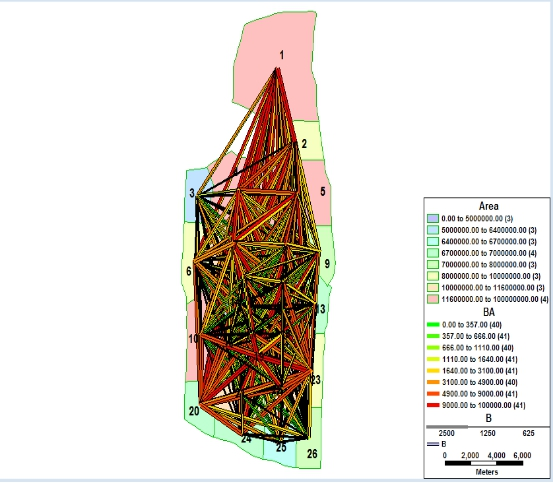 1
2
3
5
6
9
13
10
23
20
24
25
26
Area
0.00 to 5000000.00 (3)
5000000.00 to 6400000.00 (3)
6400000.00 to 6700000.00 (3)
6700000.00 to 7000000.00 (4)
7000000.00 to 8000000.00 (3)
8000000.00 to 10000000.00 (3)
10000000.00 to 11600000.00 (3)
11600000.00 to 100000000.00 (4)
BA
0.00 to 357.00 (40)
357.00 to 666.00 (41)
666.00 to 1110.00 (40)
1110.00 to 1640.00 (41)
1640.00 to 3100.00 (41)
3100.00 to 4900.00 (40)
4900.00 to 9000.00 (41)
9000.00 to 100000.00 (41)
B
2500 1250 625
B
0 2,000 4,000 6,000
Meters